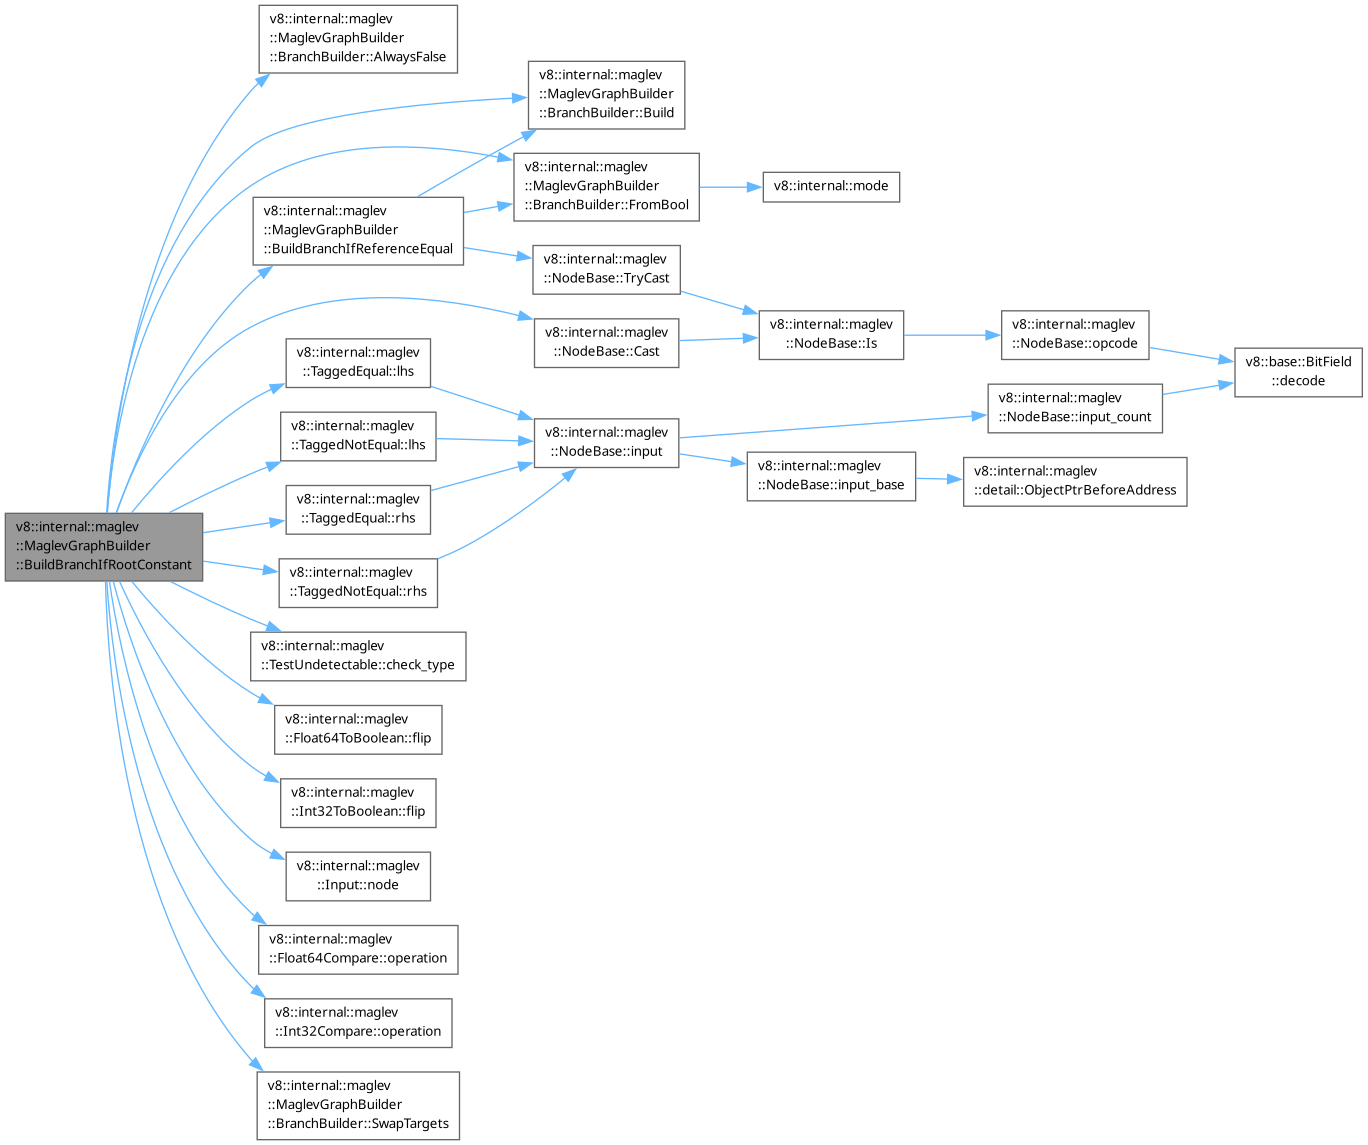 v8::internal::maglev
::MaglevGraphBuilder
::BuildBranchIfRootConstant
v8::internal::maglev
::MaglevGraphBuilder
::BranchBuilder::AlwaysFalse
v8::internal::maglev
::MaglevGraphBuilder
::BranchBuilder::Build
v8::internal::maglev
::MaglevGraphBuilder
::BranchBuilder::FromBool
v8::internal::mode
v8::internal::maglev
::MaglevGraphBuilder
::BuildBranchIfReferenceEqual
v8::internal::maglev
::NodeBase::TryCast
v8::internal::maglev
::NodeBase::Cast
v8::internal::maglev
::NodeBase::Is
v8::internal::maglev
::NodeBase::opcode
v8::base::BitField
::decode
v8::internal::maglev
::TaggedEqual::lhs
v8::internal::maglev
::TaggedNotEqual::lhs
v8::internal::maglev
::TaggedEqual::rhs
v8::internal::maglev
::TaggedNotEqual::rhs
v8::internal::maglev
::NodeBase::input
v8::internal::maglev
::NodeBase::input_count
v8::internal::maglev
::NodeBase::input_base
v8::internal::maglev
::detail::ObjectPtrBeforeAddress
v8::internal::maglev
::TestUndetectable::check_type
v8::internal::maglev
::Float64ToBoolean::flip
v8::internal::maglev
::Int32ToBoolean::flip
v8::internal::maglev
::Input::node
v8::internal::maglev
::Float64Compare::operation
v8::internal::maglev
::Int32Compare::operation
v8::internal::maglev
::MaglevGraphBuilder
::BranchBuilder::SwapTargets